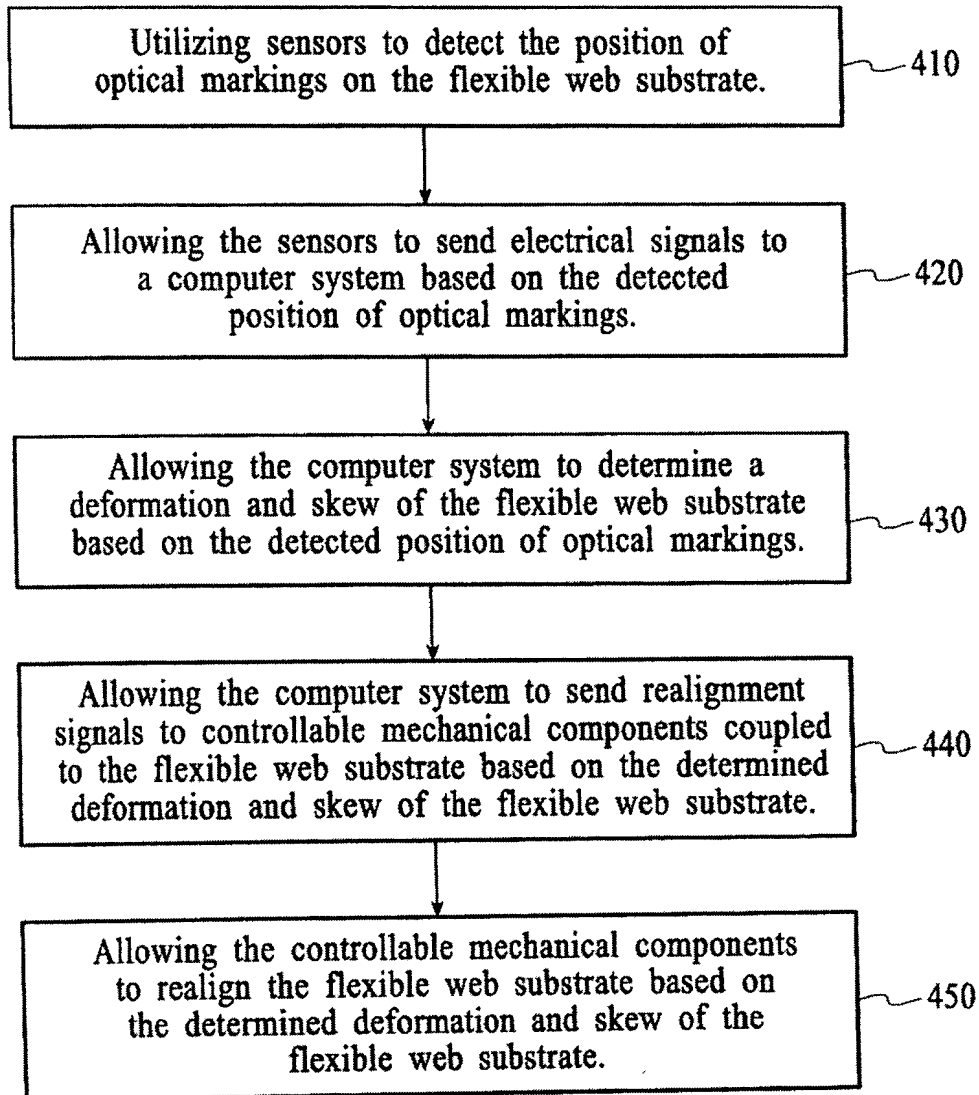 Utilizing sensors to detect the position of
optical markings on the flexible web substrate.
410
Allowing the sensors to send electrical signals to
a computer system based on the detected
position of optical markings.
420
Allowing the computer system to determine a
deformation and skew of the flexible web substrate
based on the detected position of optical markings.
430
Allowing the computer system to send realignment
signals to controllable mechanical components coupled
to the flexible web substrate based on the determined
deformation and skew of the flexible web substrate.
440
Allowing the controllable mechanical components
to realign the flexible web substrate based on
the determined deformation and skew of the
flexible web substrate.
450